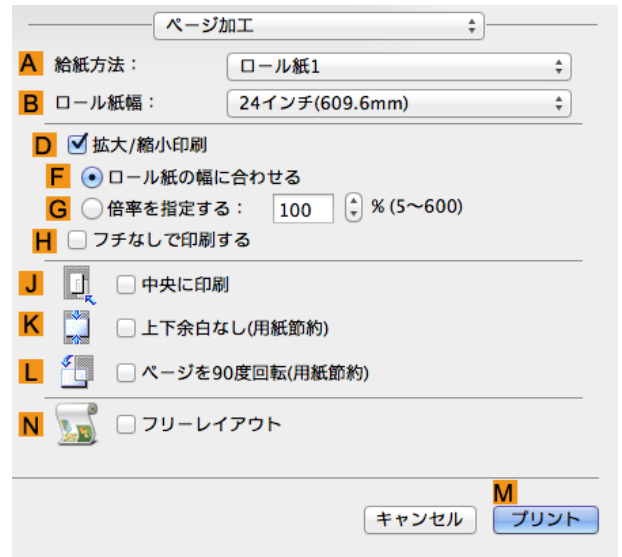 ページ加工
A 給紙方法： ロール紙1
B ロール紙幅： 24インチ(609.6mm)
D 拡大/縮小印刷
F ロール紙の幅に合わせる
G 倍率を指定する： 100 % (5～600)
H フチなしで印刷する
J 中央に印刷
K 上下余白なし(用紙節約)
L ページを90度回転(用紙節約)
N フリーレイアウト
M
キャンセル プリント